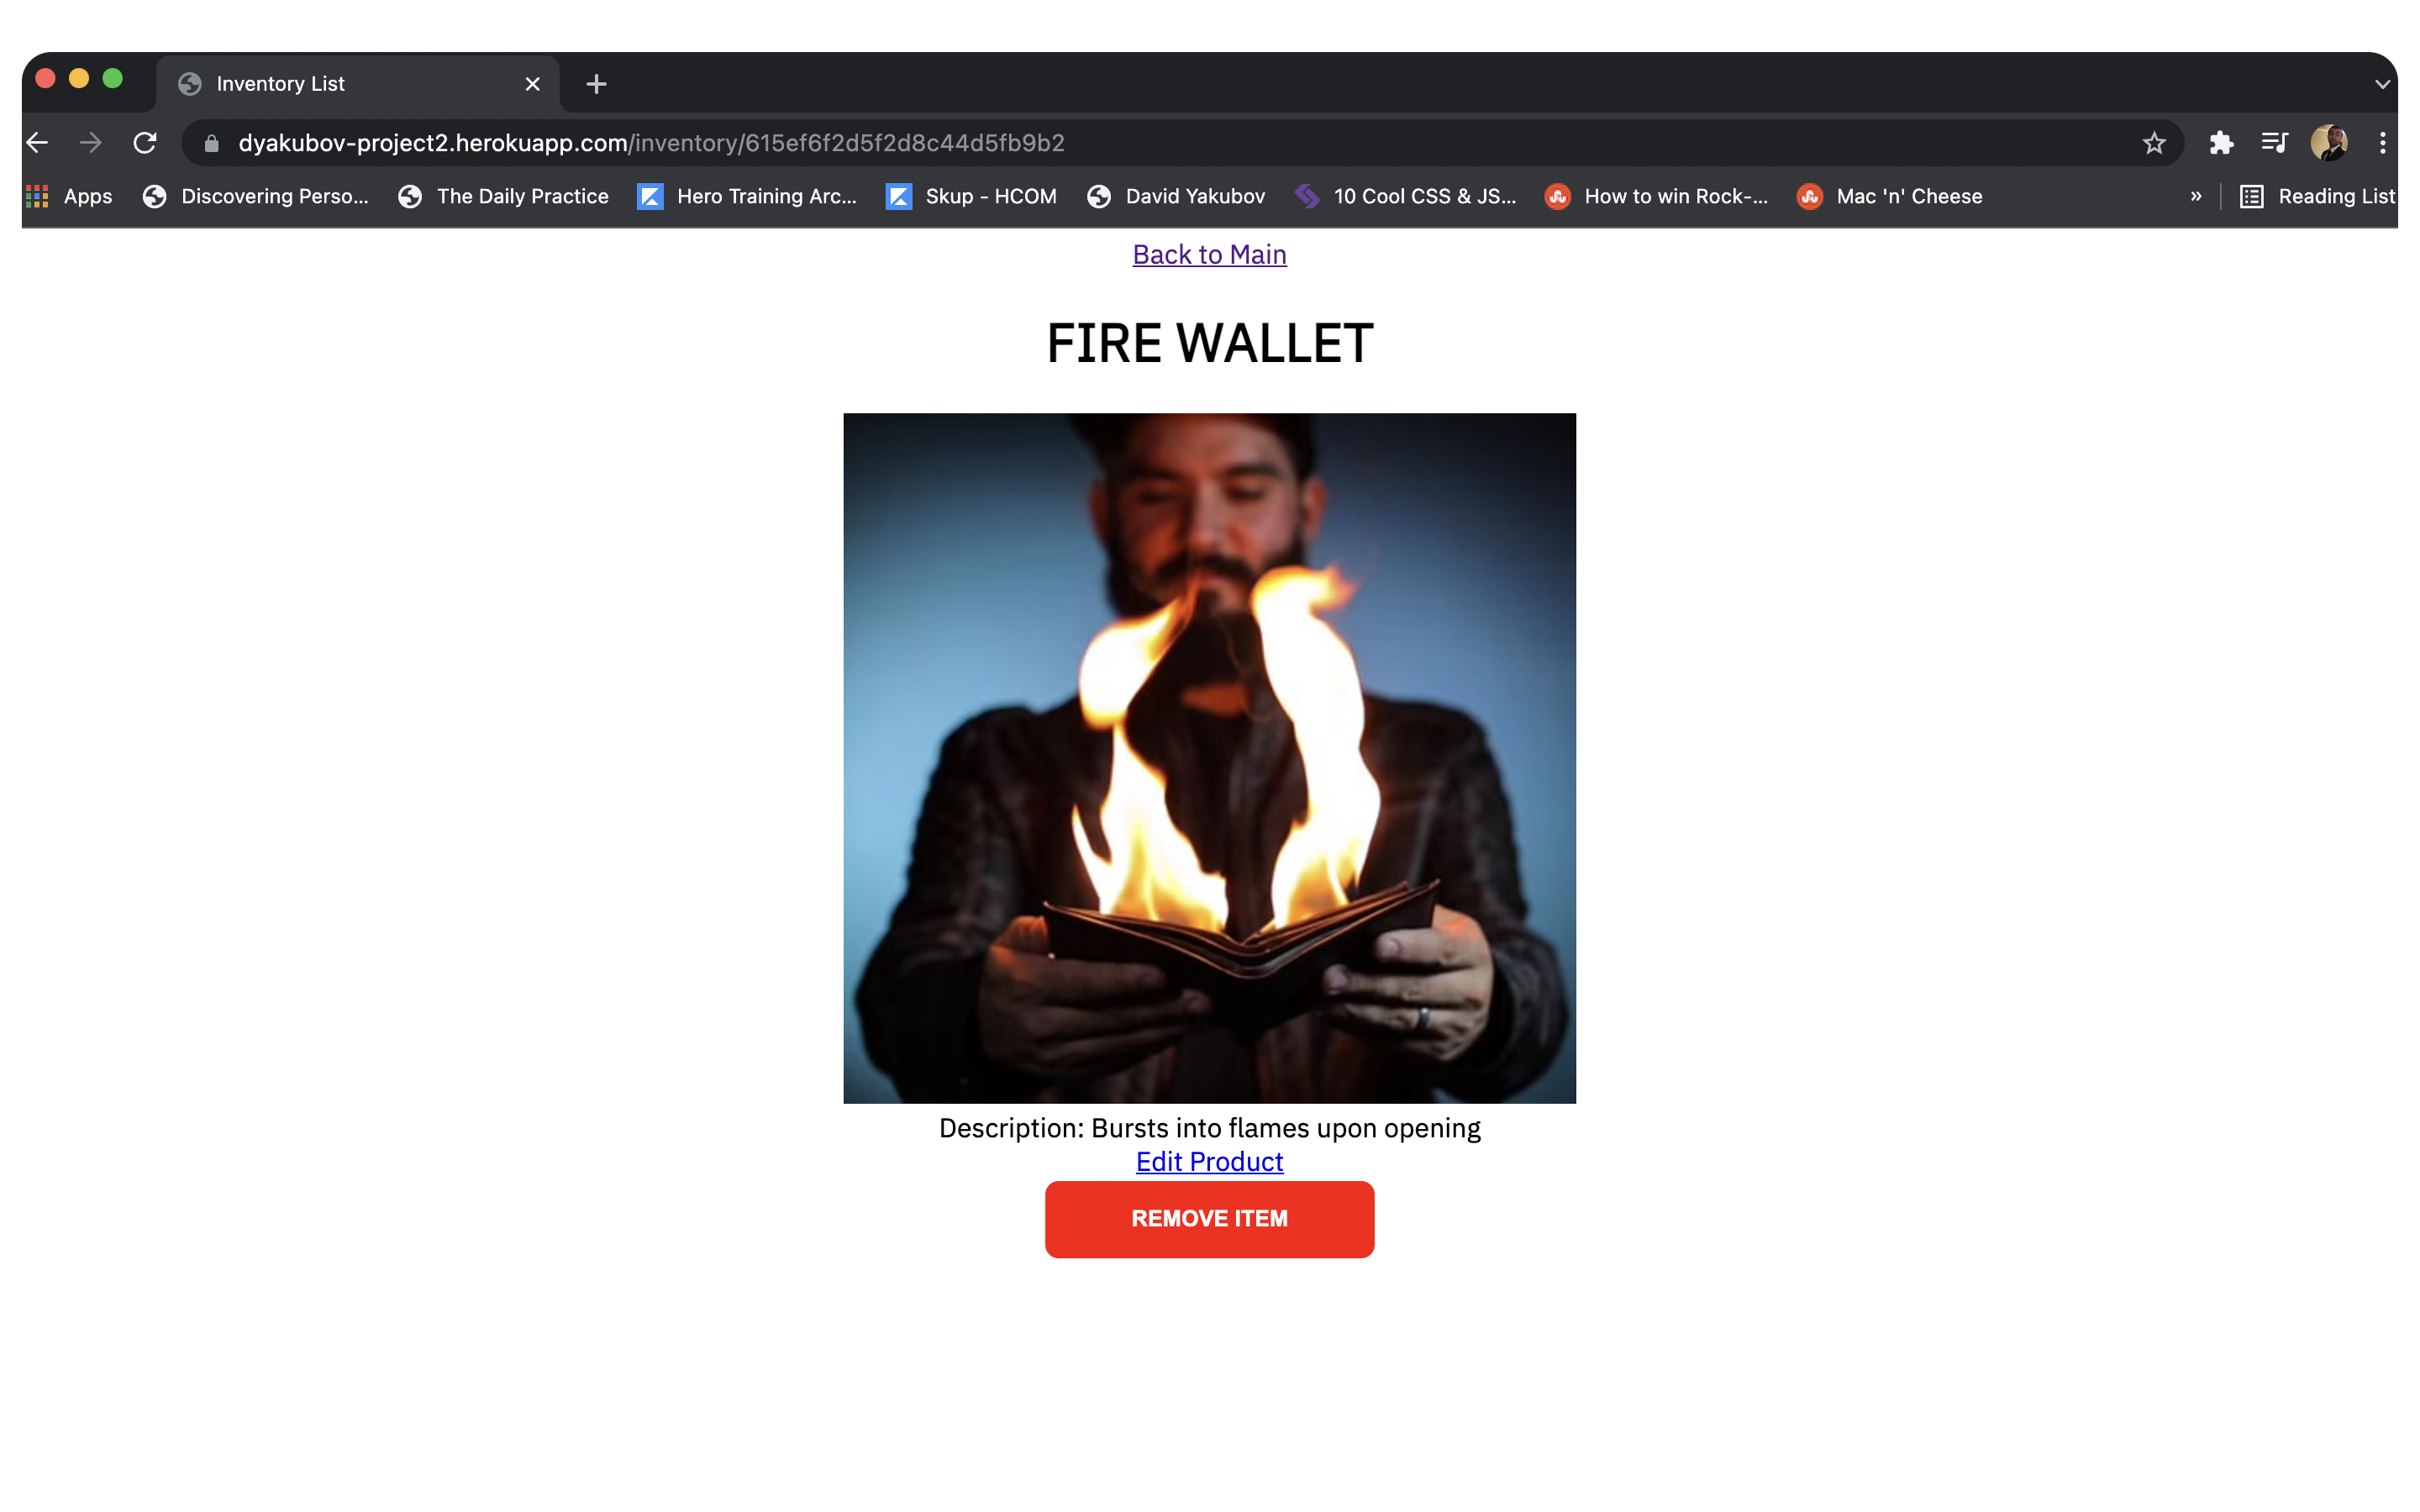 Inventory List
dyakubov-project2.herokuapp.com/inventory/615ef6f2d5f2d8c44d5fb9b2
Apps Discovering Perso... The Daily Practice Hero Training Arc... Skup - HCOM David Yakubov 10 Cool CSS & JS... How to win Rock-... Mac 'n' Cheese » Reading List
Back to Main
FIRE WALLET
Description: Bursts into flames upon opening
Edit Product
REMOVE ITEM